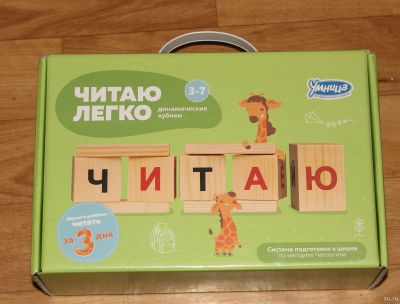 ЧИТАЮ
ЛЕГКО
динамические
кубики
3-7
Умница
ЧИТАЮ
Научите ребёнка
ЧИТАТЬ
за 3 дня
Система подготовки к школе
по методике Чаплыгина